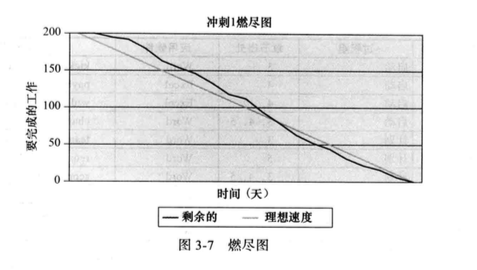 冲刺1燃尽图
200
150
100
50
0
要完成的工作
时间（天）
剩余的 理想速度
图 3-7 燃尽图